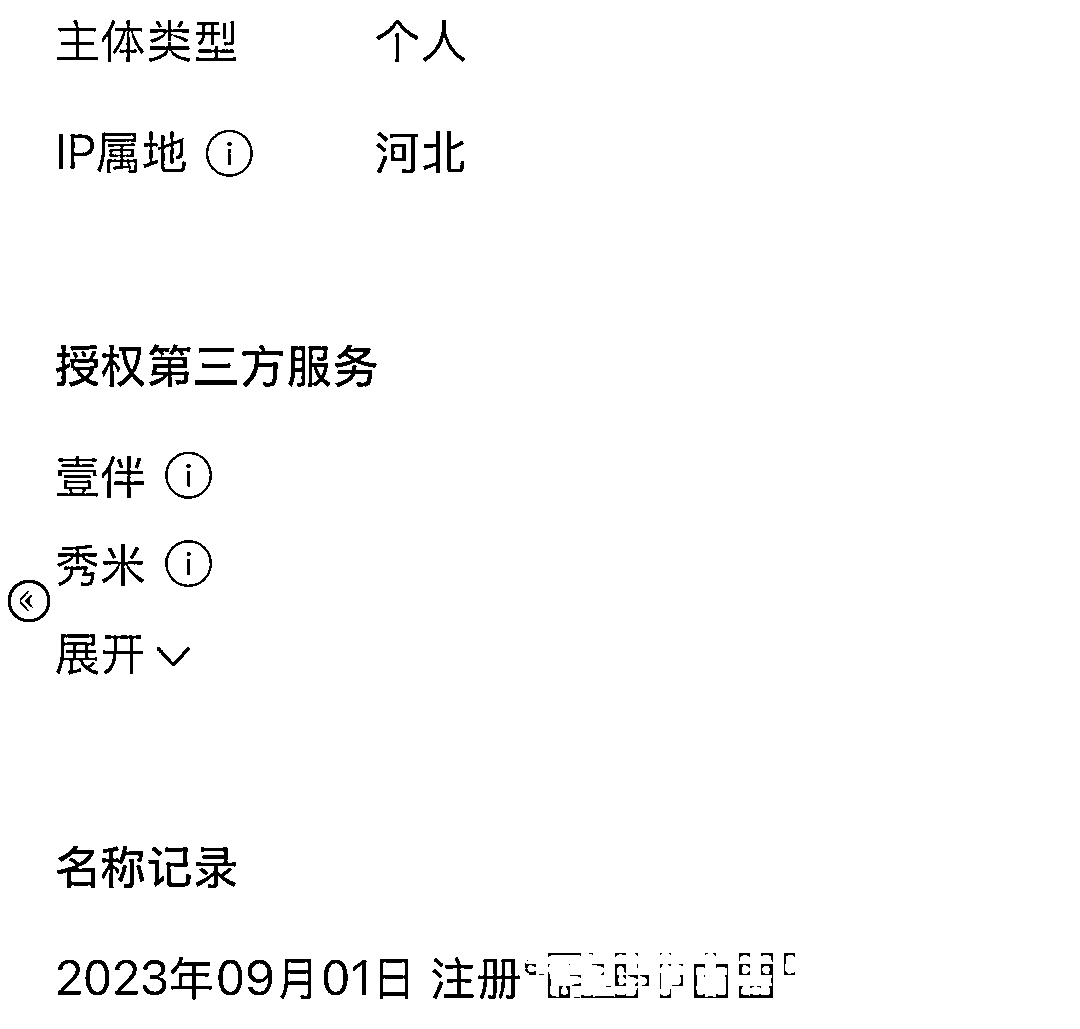 主体类型 个人
IP属地 河北
授权第三方服务
壹伴
秀米
展开
名称记录
2023年09月01日 注册